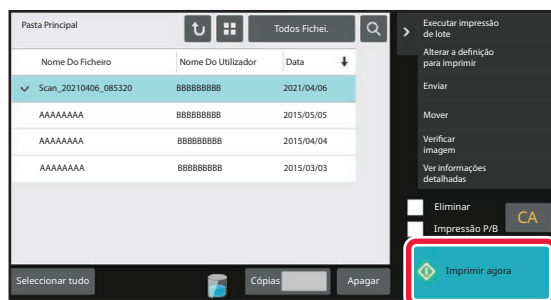 Pasta Principal
Todos Fichei.
Nome Do Ficheiro Nome Do Utilizador Data
Scan_20210406_085320 BBBBBBBBB 2021/04/06
AAAAAAAA BBBBBBBBB 2015/05/05
AAAAAAAA BBBBBBBBB 2015/04/04
AAAAAAAA BBBBBBBBB 2015/03/03
Seleccionar tudo
Cópias
Apagar
Executar impressão
de lote
Alterar a definição
para imprimir
Enviar
Mover
Verificar
imagem
Ver informações
detalhadas
Eliminar
Impressão P/B
CA
Imprimir agora